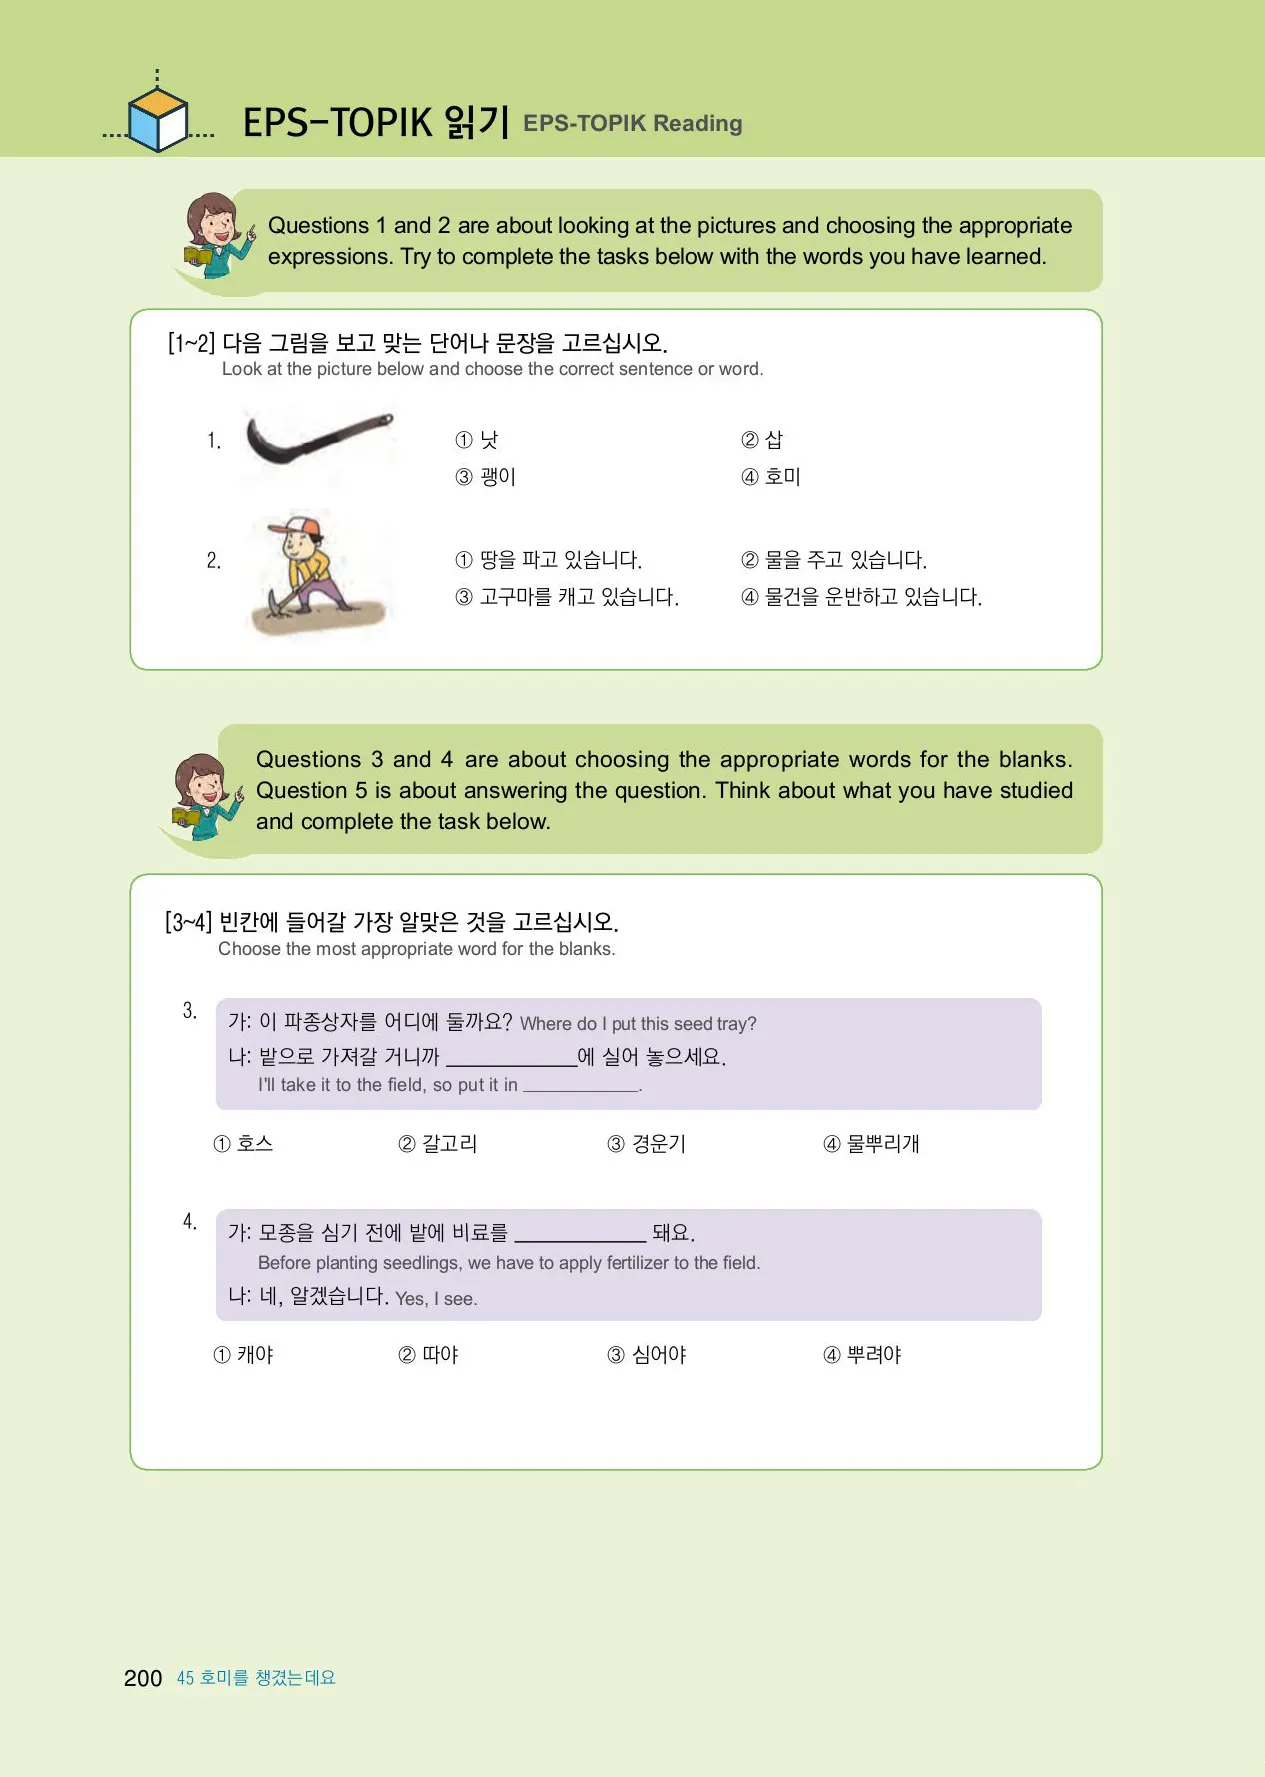 EPS-TOPIK 읽기 EPS-TOPIK Reading
Questions 1 and 2 are about looking at the pictures and choosing the appropriate
expressions. Try to complete the tasks below with the words you have learned.
[1~2] 다음 그림을 보고 맞는 단어나 문장을 고르십시오.
Look at the picture below and choose the correct sentence or word.
1. ① 낫 ② 삽
③ 괭이 ④ 호미
2. ① 땅을 파고 있습니다. ② 물을 주고 있습니다.
③ 고구마를 캐고 있습니다. ④ 물건을 운반하고 있습니다.
Questions 3 and 4 are about choosing the appropriate words for the blanks.
Question 5 is about answering the question. Think about what you have studied
and complete the task below.
[3~4] 빈칸에 들어갈 가장 알맞은 것을 고르십시오.
Choose the most appropriate word for the blanks.
3. 가: 이 파종상자를 어디에 둘까요? Where do I put this seed tray?
나: 밭으로 가져갈 거니까 ____________에 실어 놓으세요.
I'll take it to the field, so put it in ____________.
① 호스 ② 갈고리 ③ 경운기 ④ 물뿌리개
4. 가: 모종을 심기 전에 밭에 비료를 ____________ 돼요.
Before planting seedlings, we have to apply fertilizer to the field.
나: 네, 알겠습니다. Yes, I see.
① 캐야 ② 따야 ③ 심어야 ④ 뿌려야
200 45 호미를 챙겼는데요